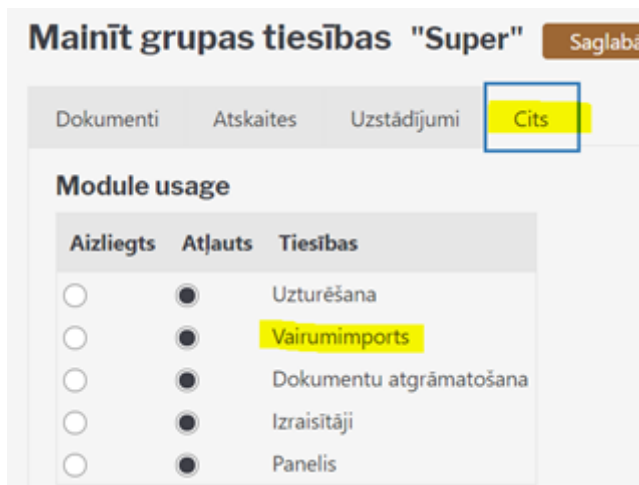 Mainīt grupas tiesības "Super"
Dokumenti Atskaites Uzstādījumi Cits
Module usage
Aizliegts Atļauts Tiesības
Uzturēšana
Vairumimports
Dokumentu atgrāmatošana
Izraisītāji
Panelis